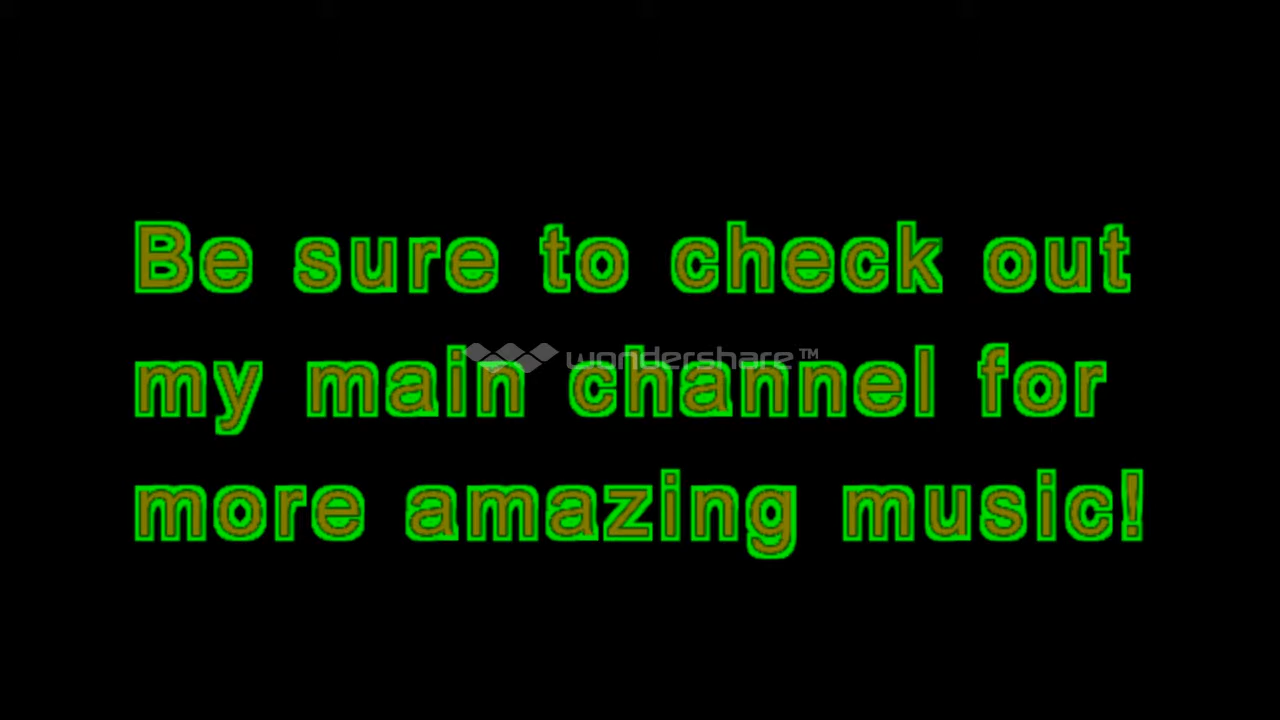 Be sure to check out
my main channel for
wondershare™
more amazing music!